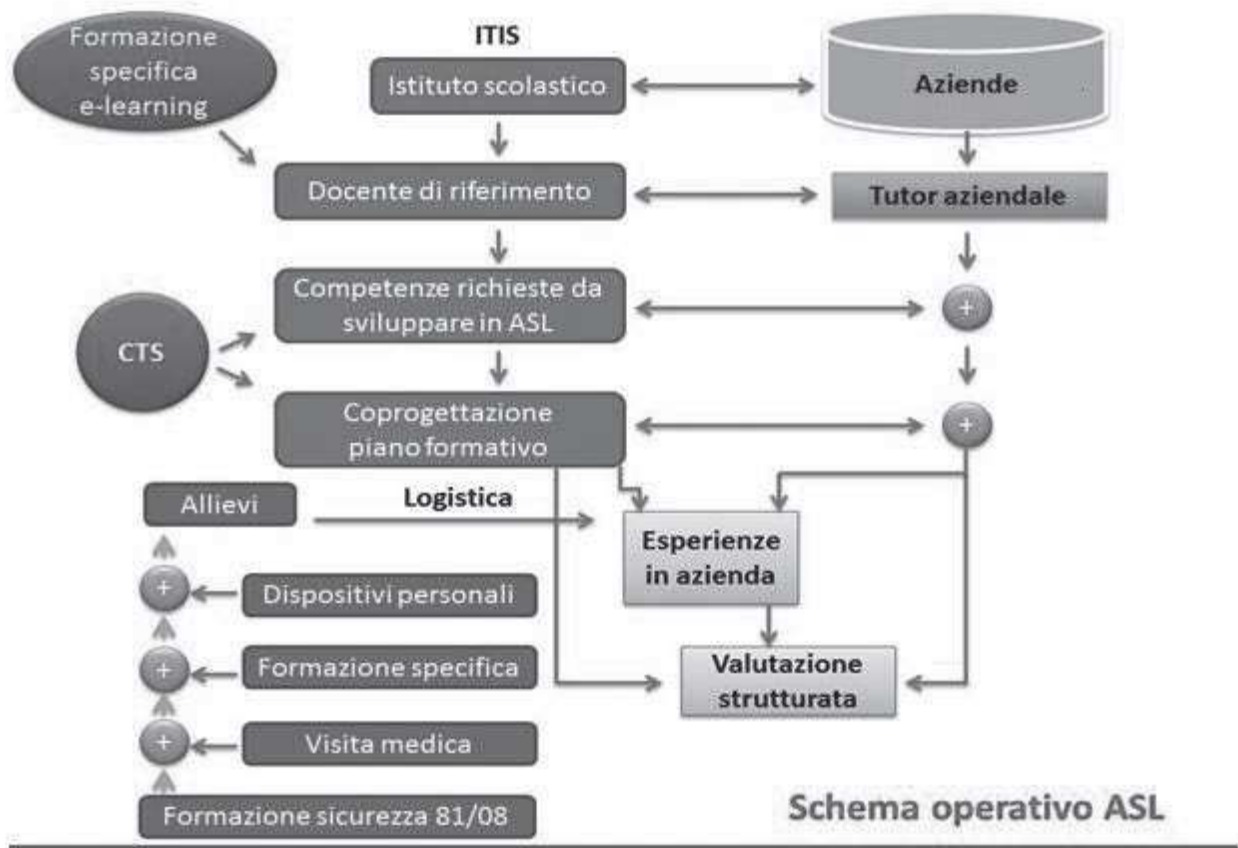 Formazione
specifica
e-learning
ITIS
Istituto scolastico
Aziende
Docente di riferimento
Tutor aziendale
Competenze richieste da
sviluppare in ASL
+
CTS
Coprogettazione
piano formativo
+
Allievi
Logistica
Esperienze
in azienda
+
Dispositivi personali
+
Formazione specifica
Valutazione
strutturata
+
Visita medica
Formazione sicurezza 81/08
Schema operativo ASL